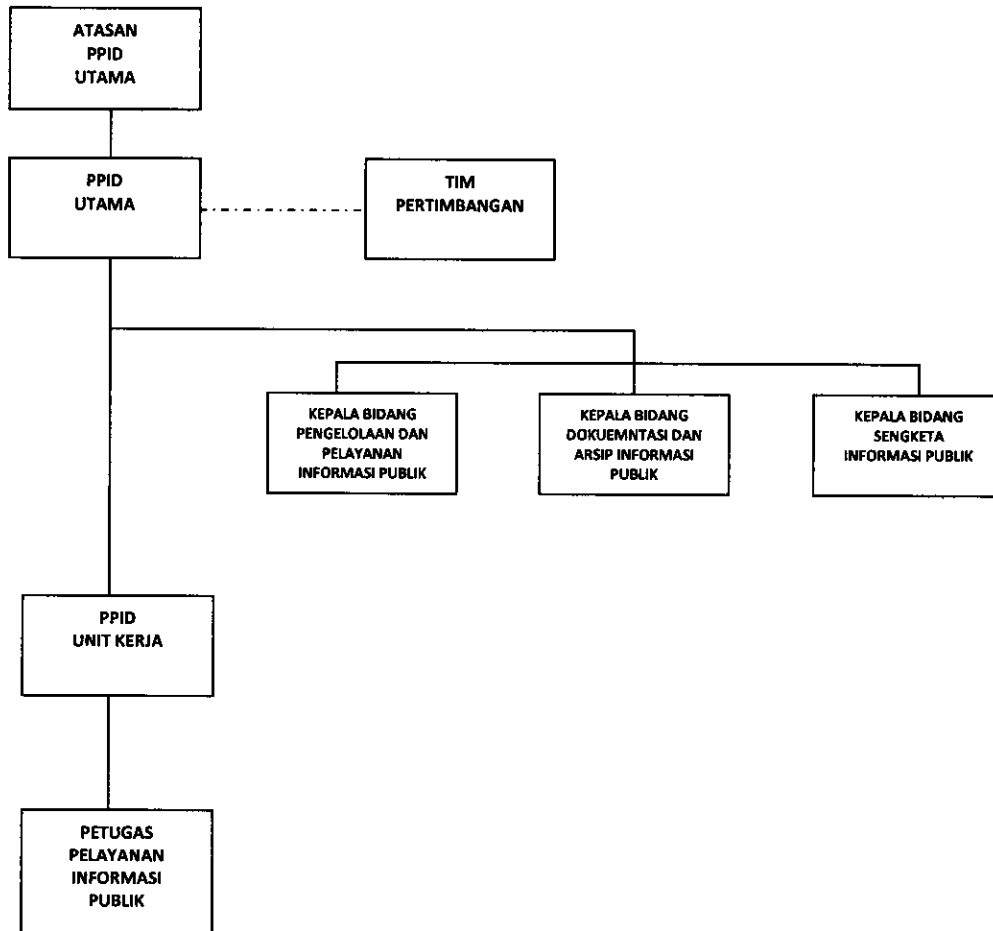 ATASAN
PPID
UTAMA
PPID
UTAMA
TIM
PERTIMBANGAN
KEPALA BIDANG
PENGELOLAAN DAN
PELAYANAN
INFORMASI PUBLIK
KEPALA BIDANG
DOKUEMNTASI DAN
ARSIP INFORMASI
PUBLIK
KEPALA BIDANG
SENGKETA
INFORMASI PUBLIK
PPID
UNIT KERJA
PETUGAS
PELAYANAN
INFORMASI
PUBLIK